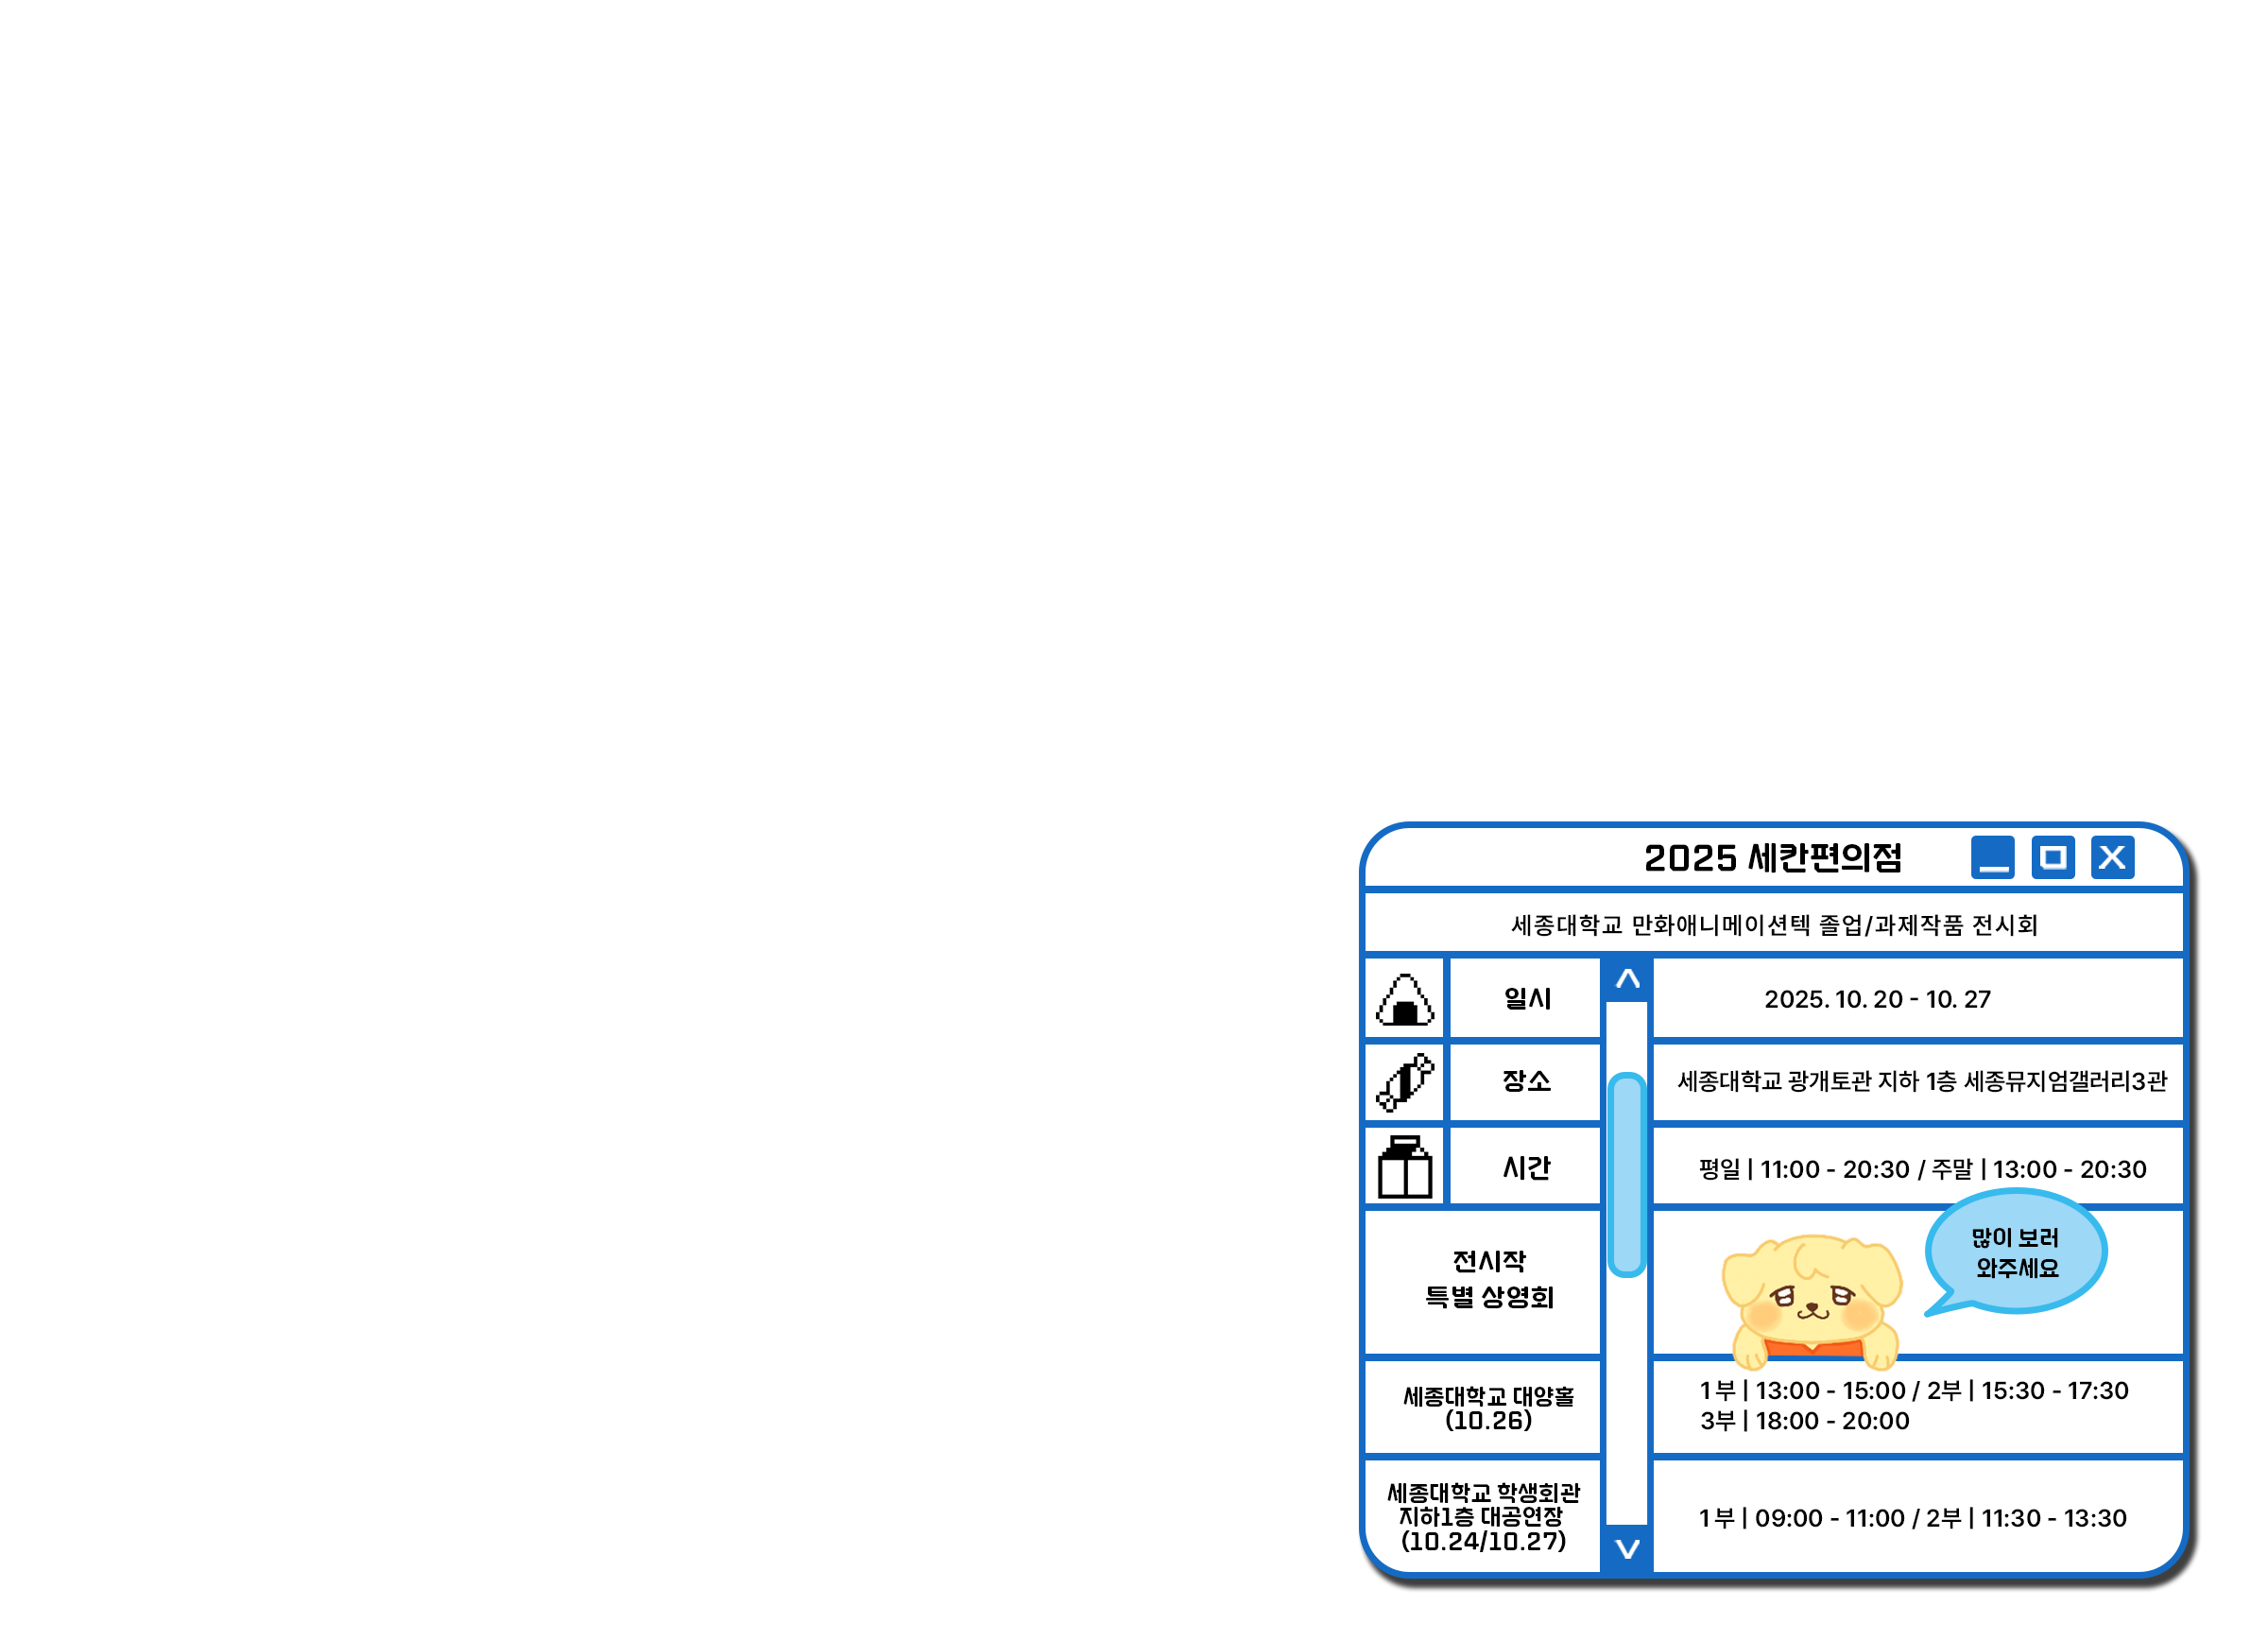 2025 세칸편의점
세종대학교 만화애니메이션텍 졸업/과제작품 전시회
일시
2025. 10. 20 - 10. 27
장소
세종대학교 광개토관 지하 1층 세종뮤지엄갤러리3관
시간
평일 | 11:00 - 20:30 / 주말 | 13:00 - 20:30
전시작
특별 상영회
많이 보러
와주세요
세종대학교 대양홀
(10.26)
1부 | 13:00 - 15:00 / 2부 | 15:30 - 17:30
3부 | 18:00 - 20:00
세종대학교 학생회관
지하1층 대공연장
(10.24/10.27)
1부 | 09:00 - 11:00 / 2부 | 11:30 - 13:30